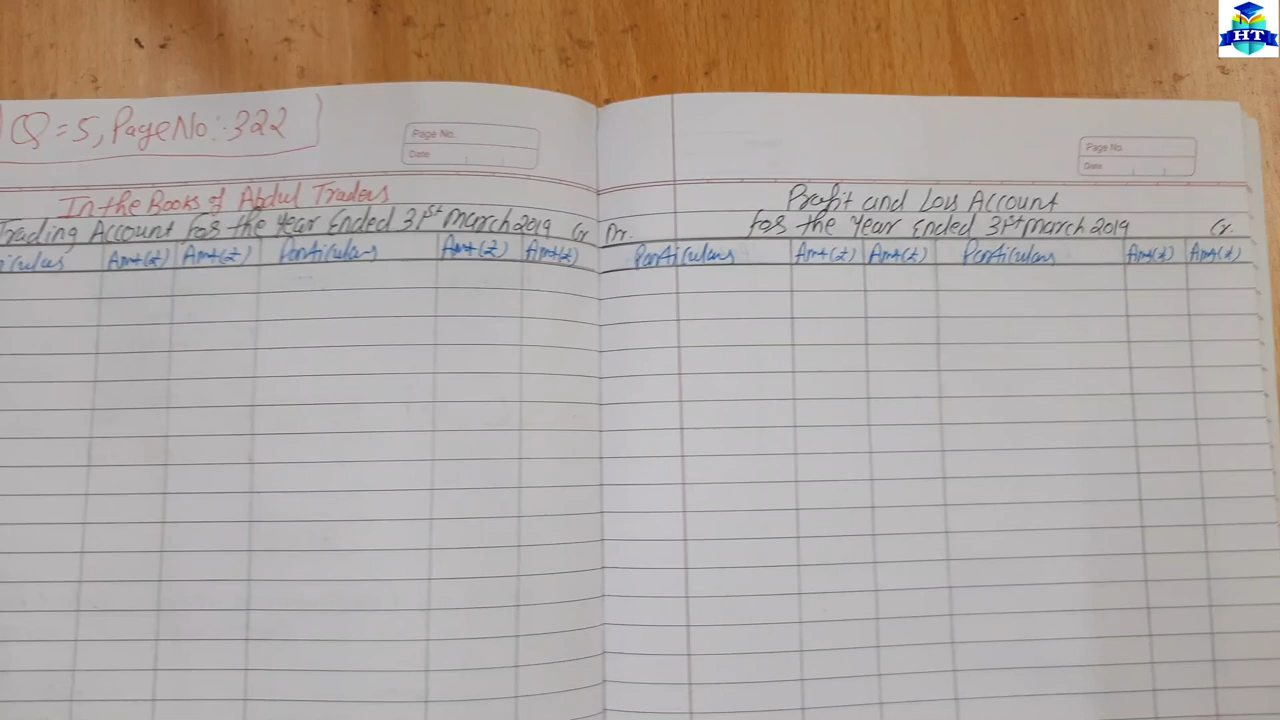 HT
Q = 5, Page No:- 322
Page No.
Date
In the Books of Abdul Traders
Trading Account for the Year Ended 31st March 2019 Cr
iculars Amt(₹) Amt(₹) Particulars Amt(₹) Amt(₹)
Page No.
Date
Profit and Loss Account
Dr. for the Year Ended 31st March 2019 Cr.
Particulars Amt(₹) Amt(₹) Particulars Amt(₹) Amt(₹)